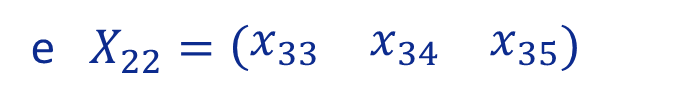 e X₂₂ = (x₃₃ x₃₄ x₃₅)